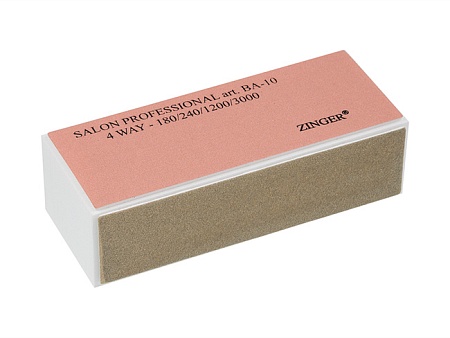 SALON PROFESSIONAL art. BA-10
4 WAY - 180/240/1200/3000
ZINGER®